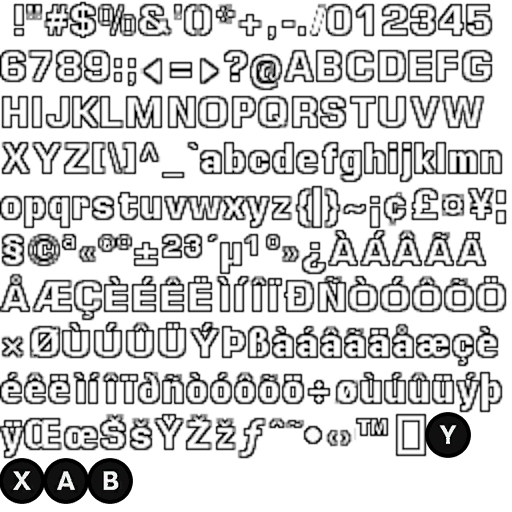 !"#$%&'()*+,-./012345
6789:;<=>?@ABCDEFG
HIJKLMNOPQRSTUVW
XYZ[\]^_`abcdefghijklmn
opqrstuvwxyz{|}~¡¢£¤¥¦
§©ª«®º±²³´µ¹º»¿ÀÁÂÃÄ
ÅÆÇÈÉÊËÌÍÎÏÐÑÒÓÔÕÖ
×ØÙÚÛÜÝÞßàáâãäåæçè
éêëìíîïðñòóôõö÷øùúûüýþ
ÿŒœŠšŸŽžƒˆ˜•‹›™ Y
X A B